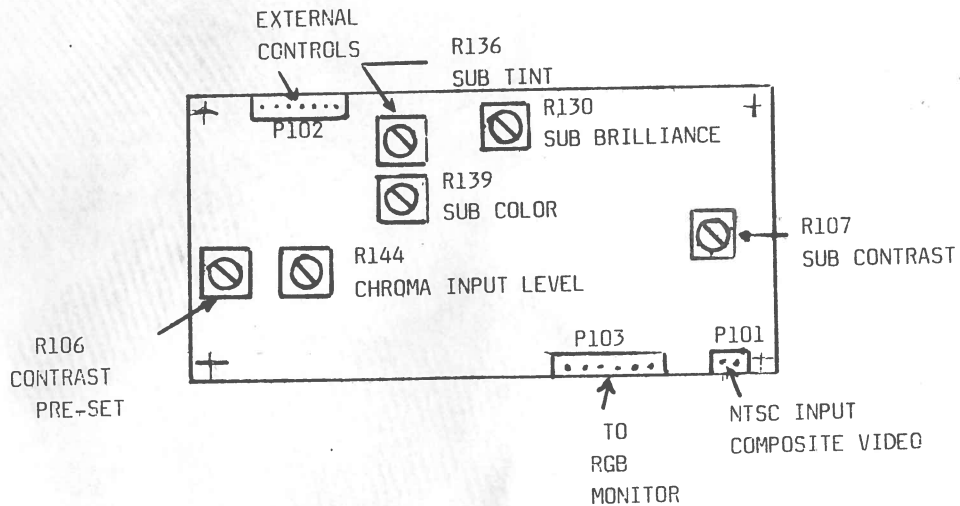 EXTERNAL
CONTROLS
R136
SUB TINT
P102
R130
SUB BRILLIANCE
R139
SUB COLOR
R107
SUB CONTRAST
R144
CHROMA INPUT LEVEL
R106
CONTRAST
PRE-SET
P103
P101
TO
RGB
MONITOR
NTSC INPUT
COMPOSITE VIDEO